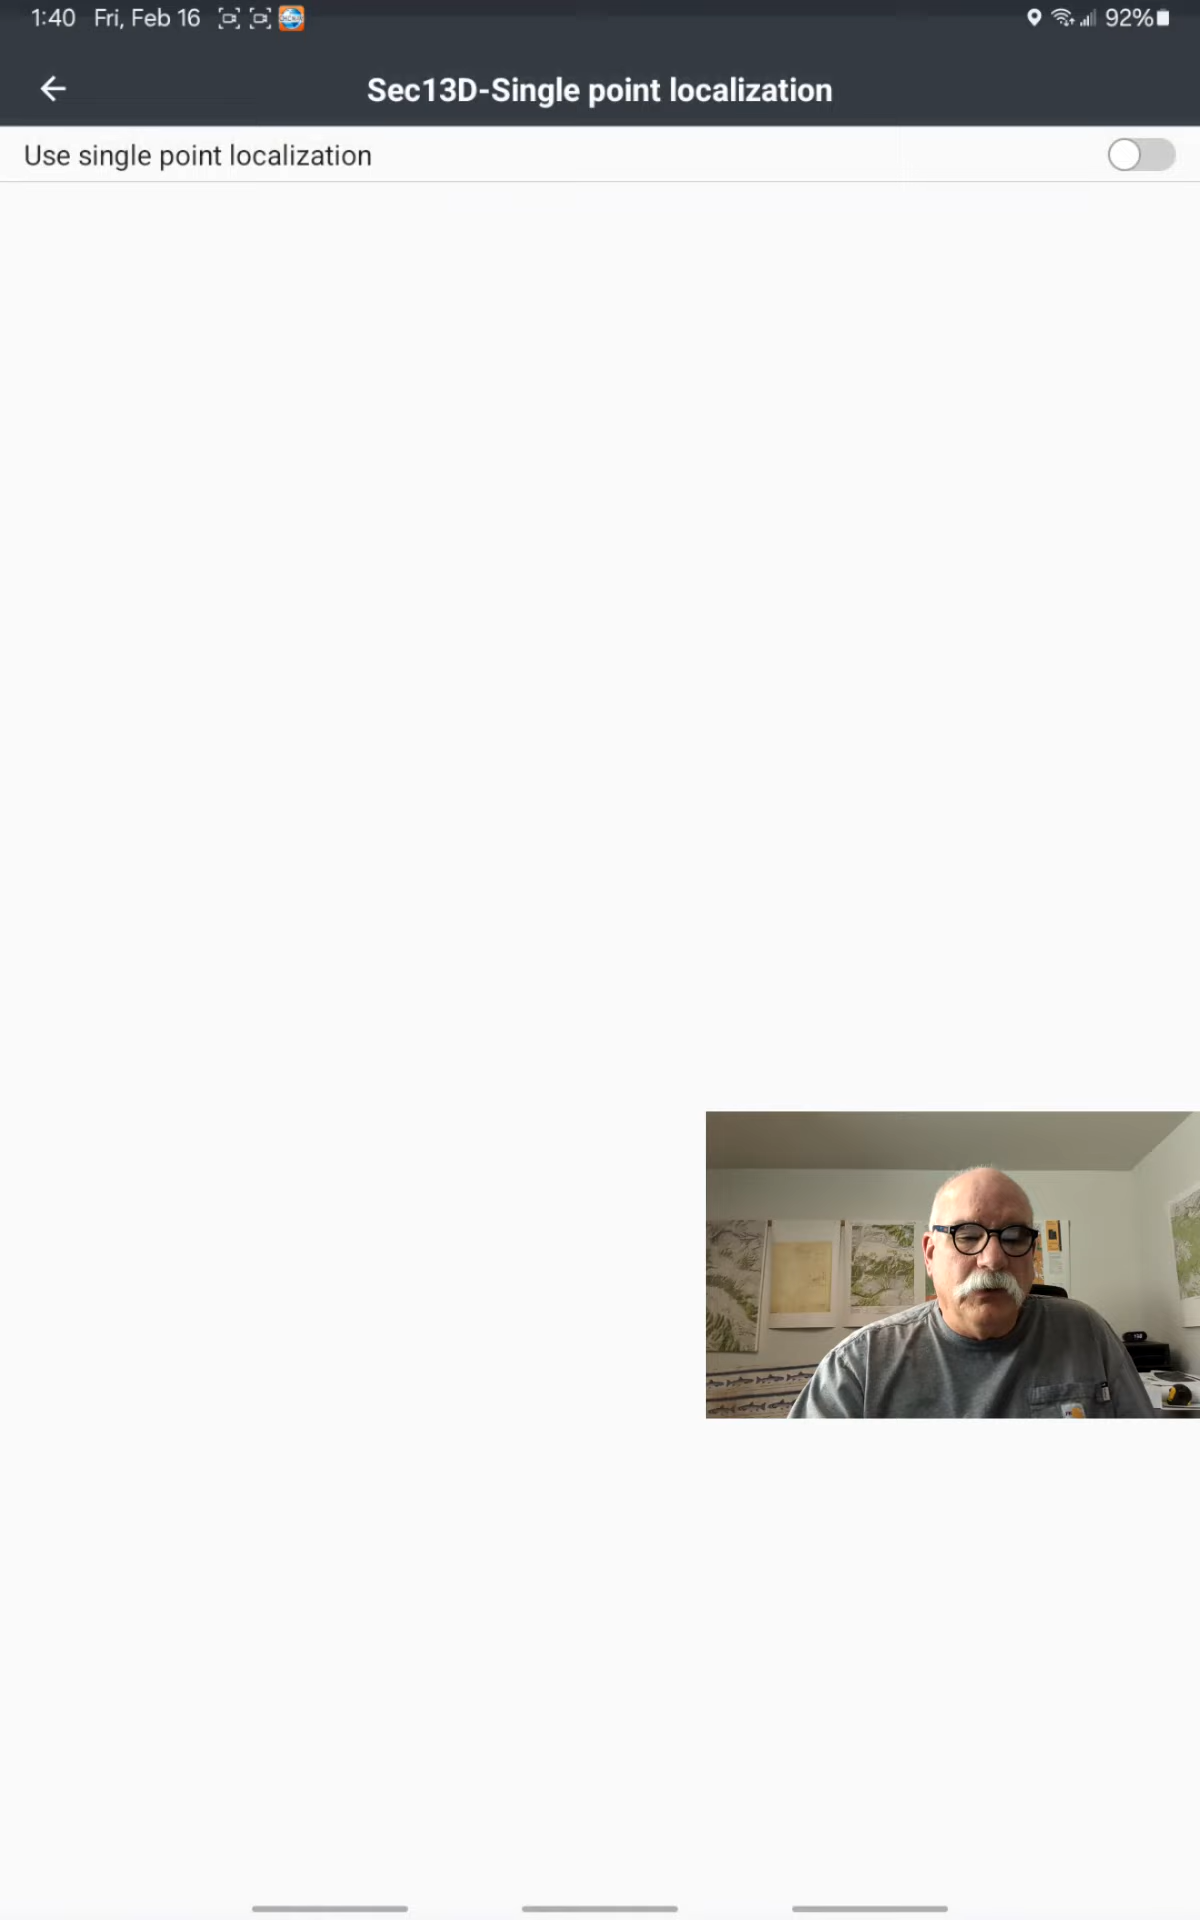 1:40 Fri, Feb 16 92%
Sec13D-Single point localization
Use single point localization